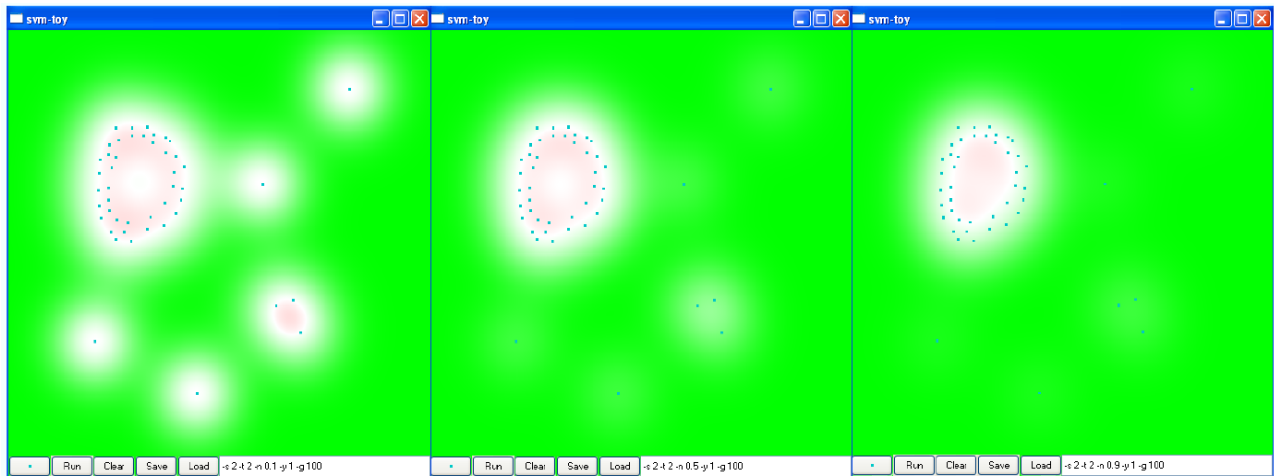 svm-toy
svm-toy
svm-toy
Run Clear Save Load -s 2 -t 2 -n 0.1 -y 1 -g 100
Run Clear Save Load -s 2 -t 2 -n 0.5 -y 1 -g 100
Run Clear Save Load -s 2 -t 2 -n 0.9 -y 1 -g 100